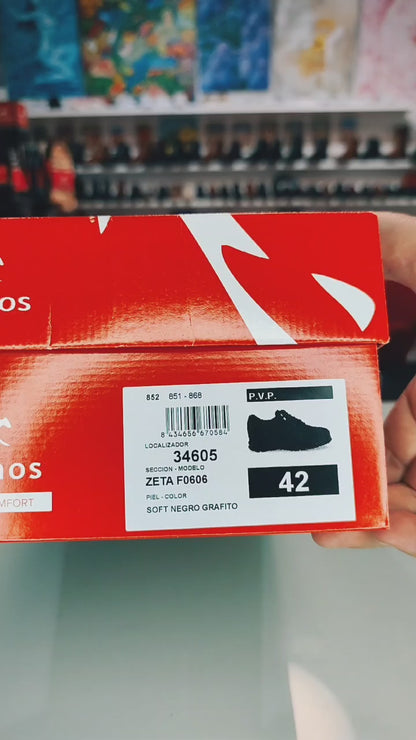 os
852 851 - 868
P.V.P.
8 434656 670584
LOCALIZADOR
34605
SECCION - MODELO
ZETA F0606
42
PIEL - COLOR
SOFT NEGRO GRAFITO
nos
MFORT